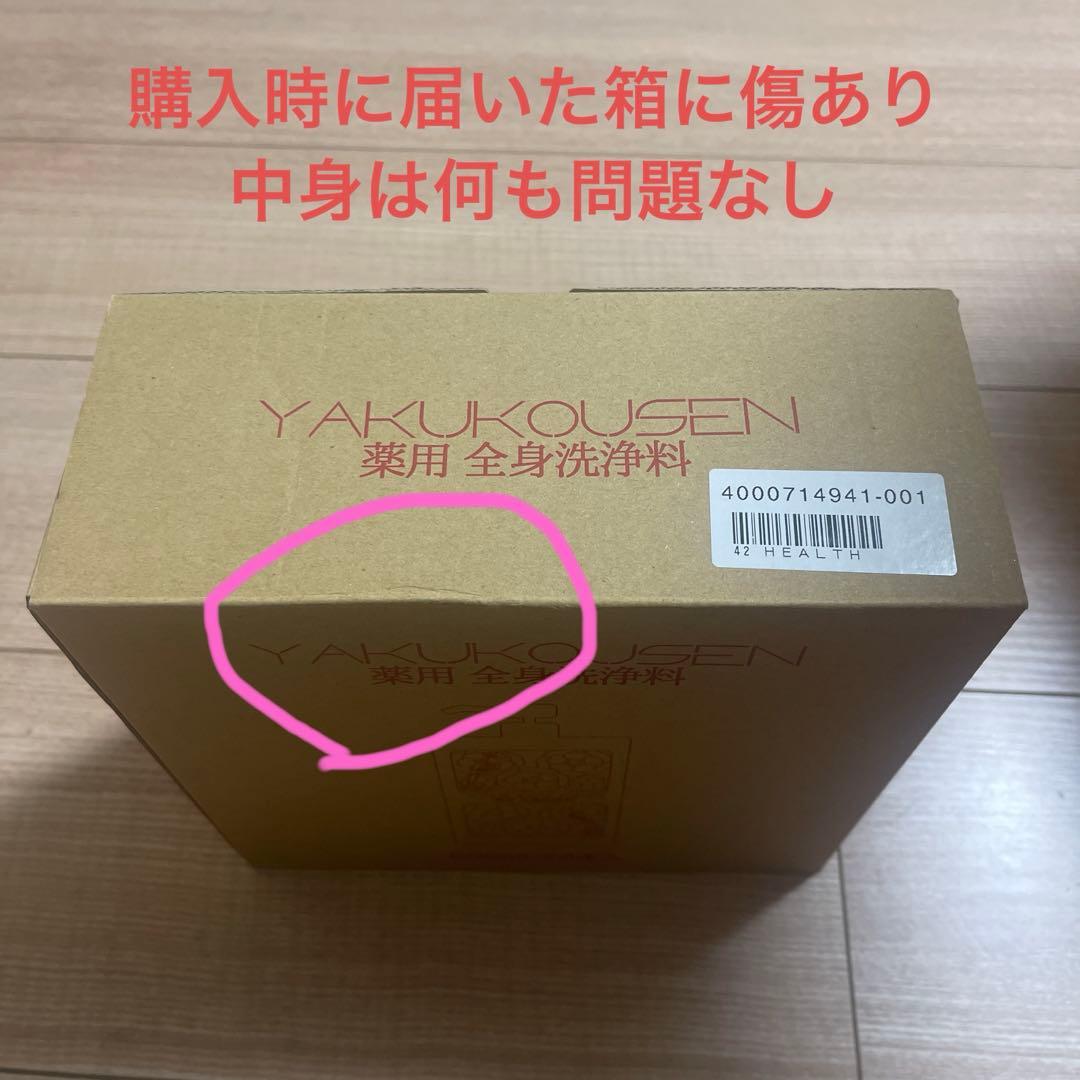 購入時に届いた箱に傷あり
中身は何も問題なし
YAKUKOUSEN
薬用 全身洗浄料
4000714941-001
42 HEALTH
YAKUKOUSEN
薬用 全身洗浄料